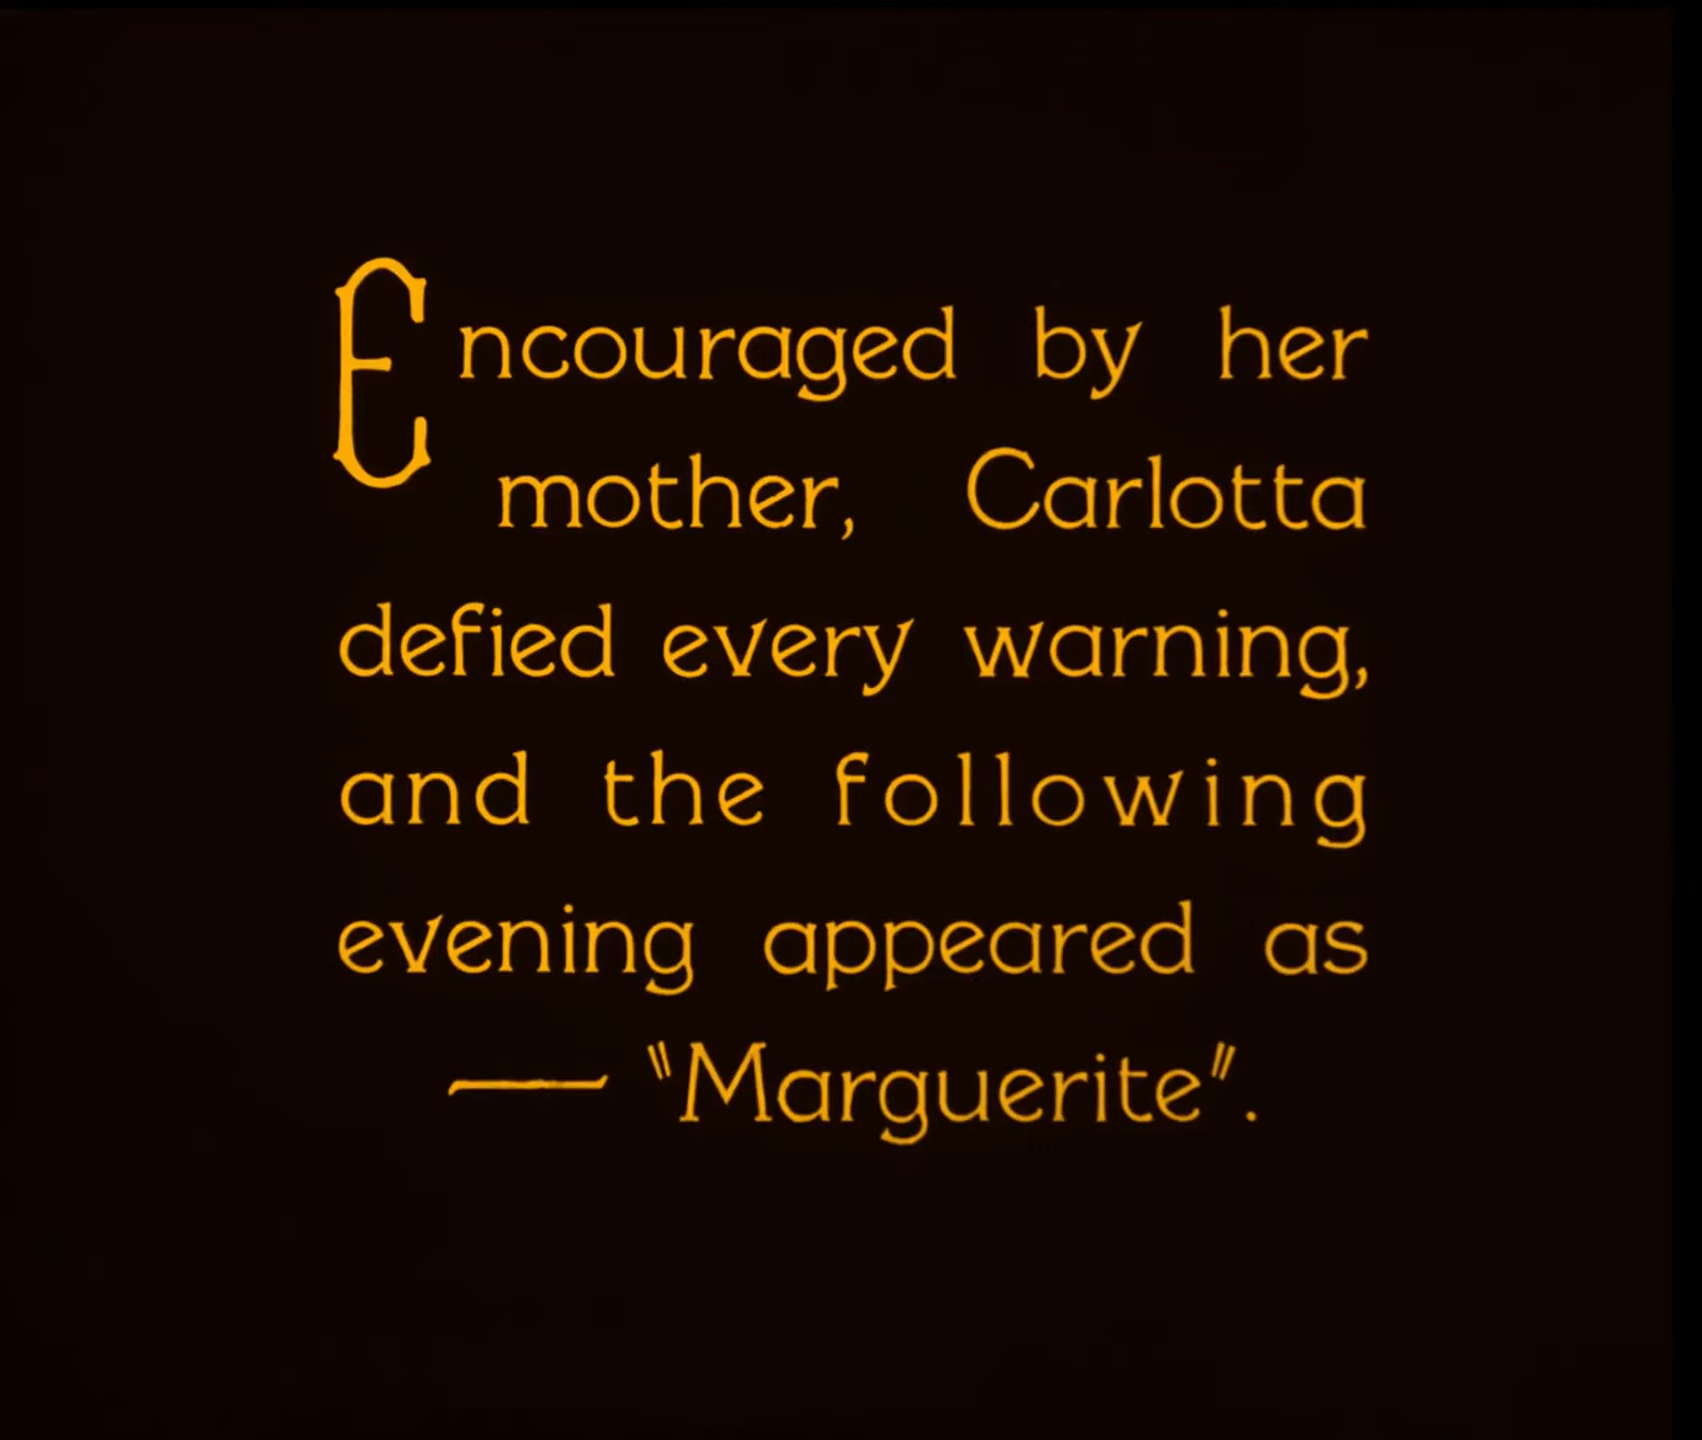 Encouraged by her
mother, Carlotta
defied every warning,
and the following
evening appeared as
— "Marguerite".